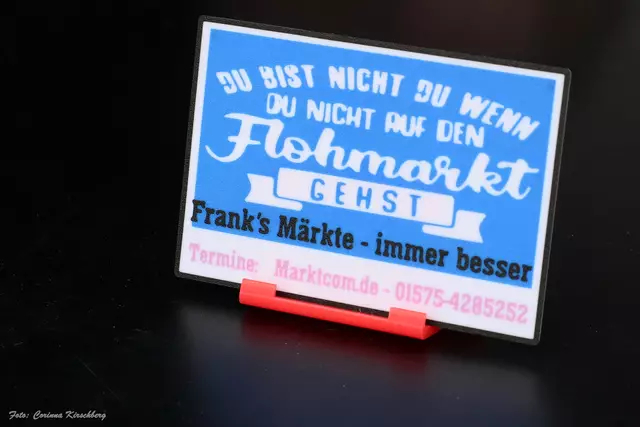 DU BIST NICHT DU WENN
DU NICHT AUF DEN
Flohmarkt
GEHST
Frank's Märkte - immer besser
Termine: Marktcom.de - 01575-4285252
Foto: Corinna Kirschberg